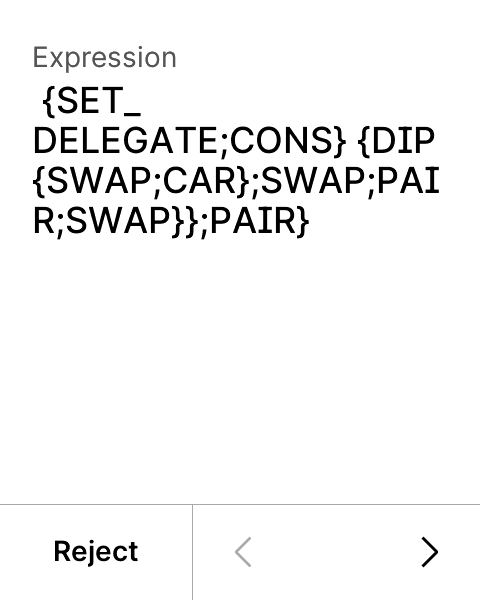 Expression
{SET_
DELEGATE;CONS} {DIP
{SWAP;CAR};SWAP;PAI
R;SWAP}};PAIR}
Reject